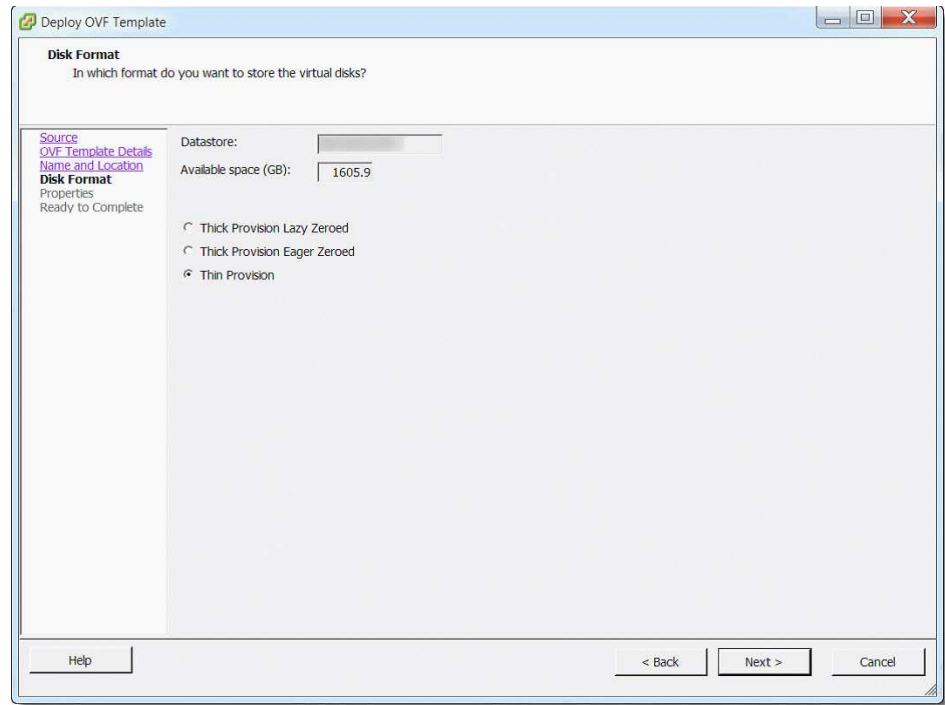 Deploy OVF Template
Disk Format
In which format do you want to store the virtual disks?
Source
OVF Template Details
Name and Location
Disk Format
Properties
Ready to Complete
Datastore:
Available space (GB): 1605.9
Thick Provision Lazy Zeroed
Thick Provision Eager Zeroed
Thin Provision
Help
< Back
Next >
Cancel